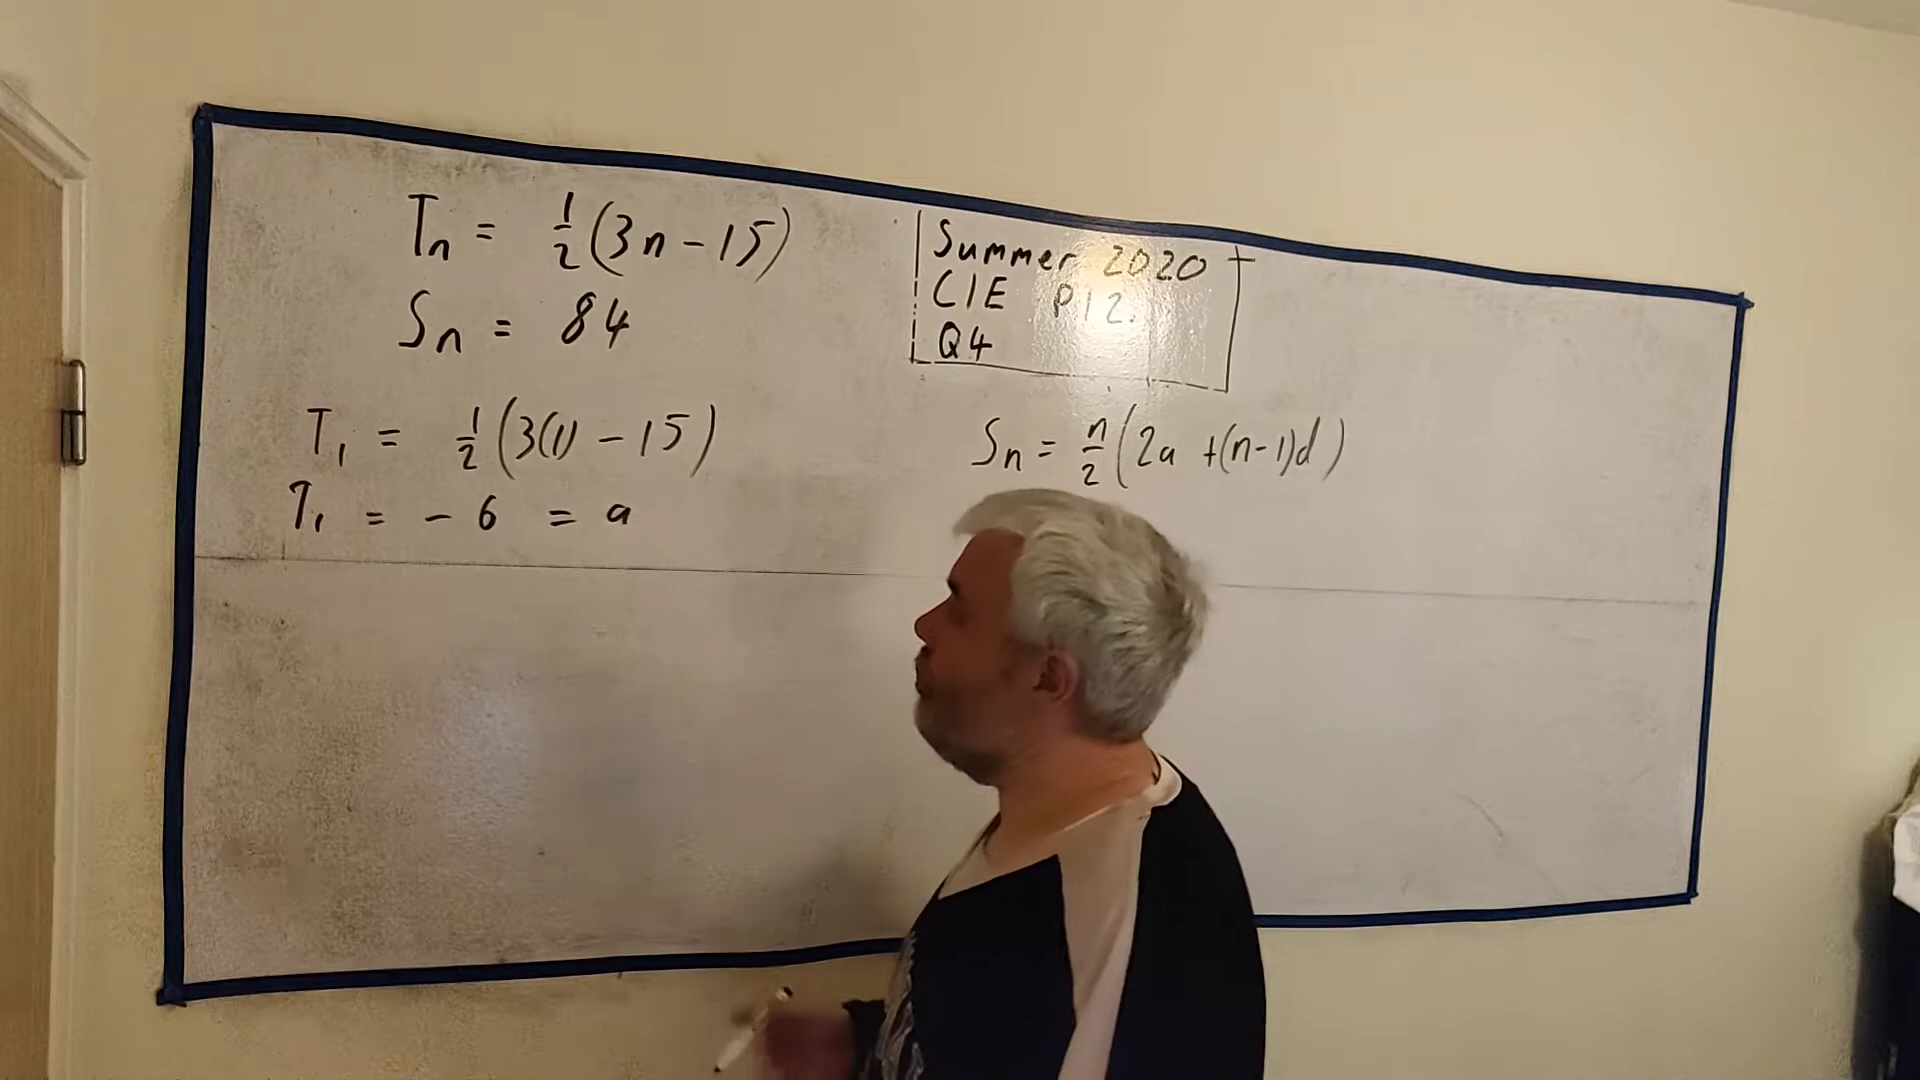 Tn = 1/2 (3n - 15)
Sn = 84
Summer 2020
CIE P12.
Q4
T1 = 1/2 (3(1) - 15)
T1 = - 6 = a
Sn = n/2 (2a + (n-1)d)